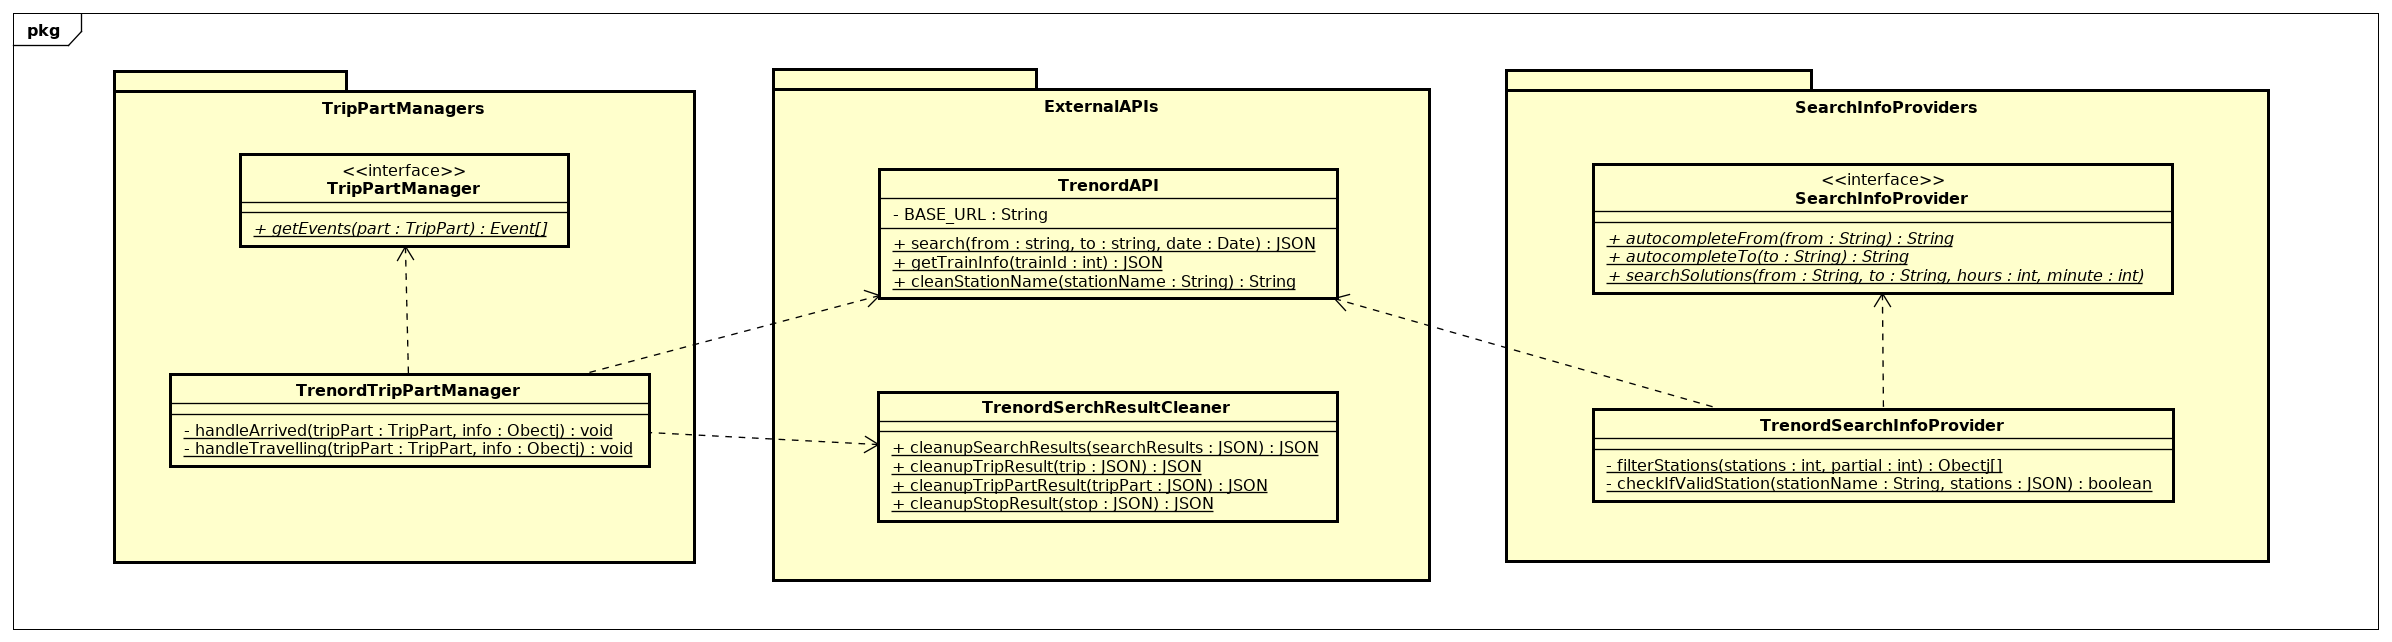 pkg
TripPartManagers
<<interface>>
TripPartManager
+ getEvents(part : TripPart) : Event[]
TrenordTripPartManager
- handleArrived(tripPart : TripPart, info : Obectj) : void
- handleTravelling(tripPart : TripPart, info : Obectj) : void
ExternalAPIs
TrenordAPI
- BASE_URL : String
+ search(from : string, to : string, date : Date) : JSON
+ getTrainInfo(trainId : int) : JSON
+ cleanStationName(stationName : String) : String
TrenordSerchResultCleaner
+ cleanupSearchResults(searchResults : JSON) : JSON
+ cleanupTripResult(trip : JSON) : JSON
+ cleanupTripPartResult(tripPart : JSON) : JSON
+ cleanupStopResult(stop : JSON) : JSON
SearchInfoProviders
<<interface>>
SearchInfoProvider
+ autocompleteFrom(from : String) : String
+ autocompleteTo(to : String) : String
+ searchSolutions(from : String, to : String, hours : int, minute : int)
TrenordSearchInfoProvider
- filterStations(stations : int, partial : int) : Obectj[]
- checkIfValidStation(stationName : String, stations : JSON) : boolean